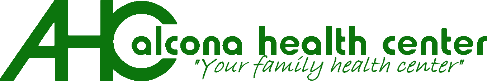 AHC alcona health center
"Your family health center"